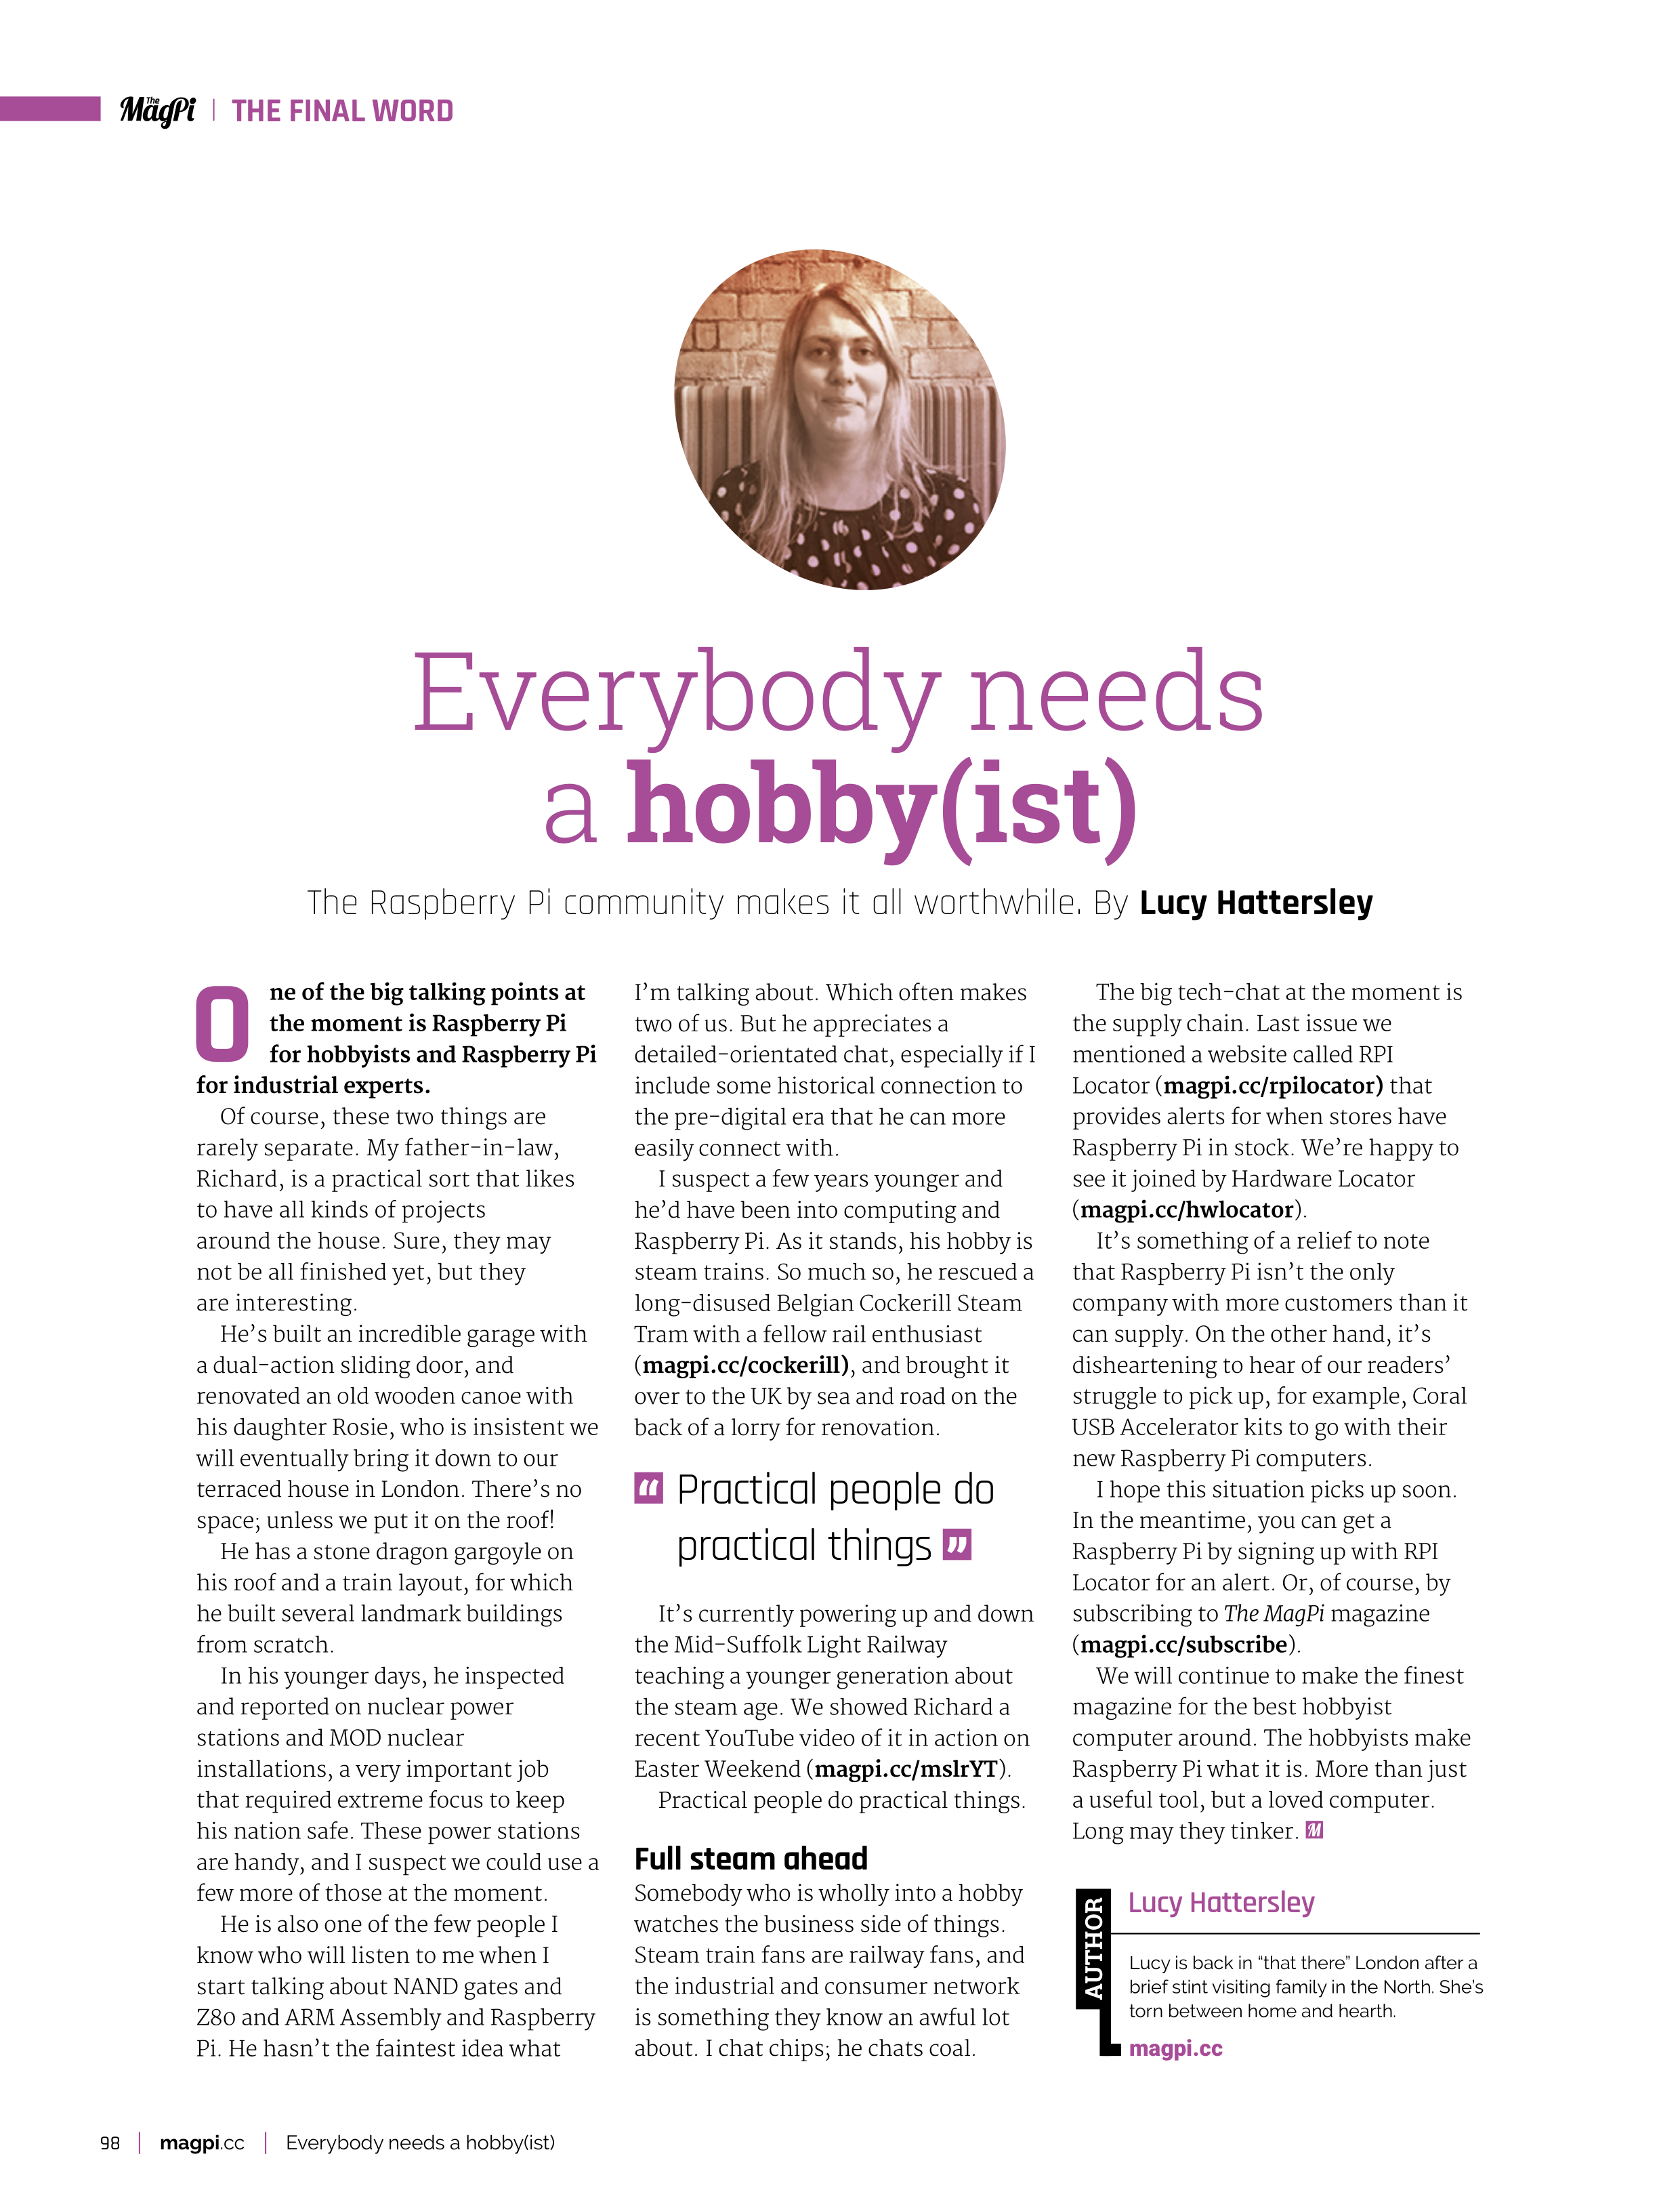 The MagPi | THE FINAL WORD
Everybody needs
a hobby(ist)
The Raspberry Pi community makes it all worthwhile. By Lucy Hattersley
One of the big talking points at
the moment is Raspberry Pi
for hobbyists and Raspberry Pi
for industrial experts.
Of course, these two things are
rarely separate. My father-in-law,
Richard, is a practical sort that likes
to have all kinds of projects
around the house. Sure, they may
not be all finished yet, but they
are interesting.
He’s built an incredible garage with
a dual-action sliding door, and
renovated an old wooden canoe with
his daughter Rosie, who is insistent we
will eventually bring it down to our
terraced house in London. There’s no
space; unless we put it on the roof!
He has a stone dragon gargoyle on
his roof and a train layout, for which
he built several landmark buildings
from scratch.
In his younger days, he inspected
and reported on nuclear power
stations and MOD nuclear
installations, a very important job
that required extreme focus to keep
his nation safe. These power stations
are handy, and I suspect we could use a
few more of those at the moment.
He is also one of the few people I
know who will listen to me when I
start talking about NAND gates and
Z80 and ARM Assembly and Raspberry
Pi. He hasn’t the faintest idea what
I’m talking about. Which often makes
two of us. But he appreciates a
detailed-orientated chat, especially if I
include some historical connection to
the pre-digital era that he can more
easily connect with.
I suspect a few years younger and
he’d have been into computing and
Raspberry Pi. As it stands, his hobby is
steam trains. So much so, he rescued a
long-disused Belgian Cockerill Steam
Tram with a fellow rail enthusiast
(magpi.cc/cockerill), and brought it
over to the UK by sea and road on the
back of a lorry for renovation.
“ Practical people do
practical things ”
It’s currently powering up and down
the Mid-Suffolk Light Railway
teaching a younger generation about
the steam age. We showed Richard a
recent YouTube video of it in action on
Easter Weekend (magpi.cc/mslrYT).
Practical people do practical things.
Full steam ahead
Somebody who is wholly into a hobby
watches the business side of things.
Steam train fans are railway fans, and
the industrial and consumer network
is something they know an awful lot
about. I chat chips; he chats coal.
The big tech-chat at the moment is
the supply chain. Last issue we
mentioned a website called RPI
Locator (magpi.cc/rpilocator) that
provides alerts for when stores have
Raspberry Pi in stock. We’re happy to
see it joined by Hardware Locator
(magpi.cc/hwlocator).
It’s something of a relief to note
that Raspberry Pi isn’t the only
company with more customers than it
can supply. On the other hand, it’s
disheartening to hear of our readers’
struggle to pick up, for example, Coral
USB Accelerator kits to go with their
new Raspberry Pi computers.
I hope this situation picks up soon.
In the meantime, you can get a
Raspberry Pi by signing up with RPI
Locator for an alert. Or, of course, by
subscribing to The MagPi magazine
(magpi.cc/subscribe).
We will continue to make the finest
magazine for the best hobbyist
computer around. The hobbyists make
Raspberry Pi what it is. More than just
a useful tool, but a loved computer.
Long may they tinker. M
AUTHOR
Lucy Hattersley
Lucy is back in “that there” London after a
brief stint visiting family in the North. She’s
torn between home and hearth.
magpi.cc
98 | magpi.cc | Everybody needs a hobby(ist)